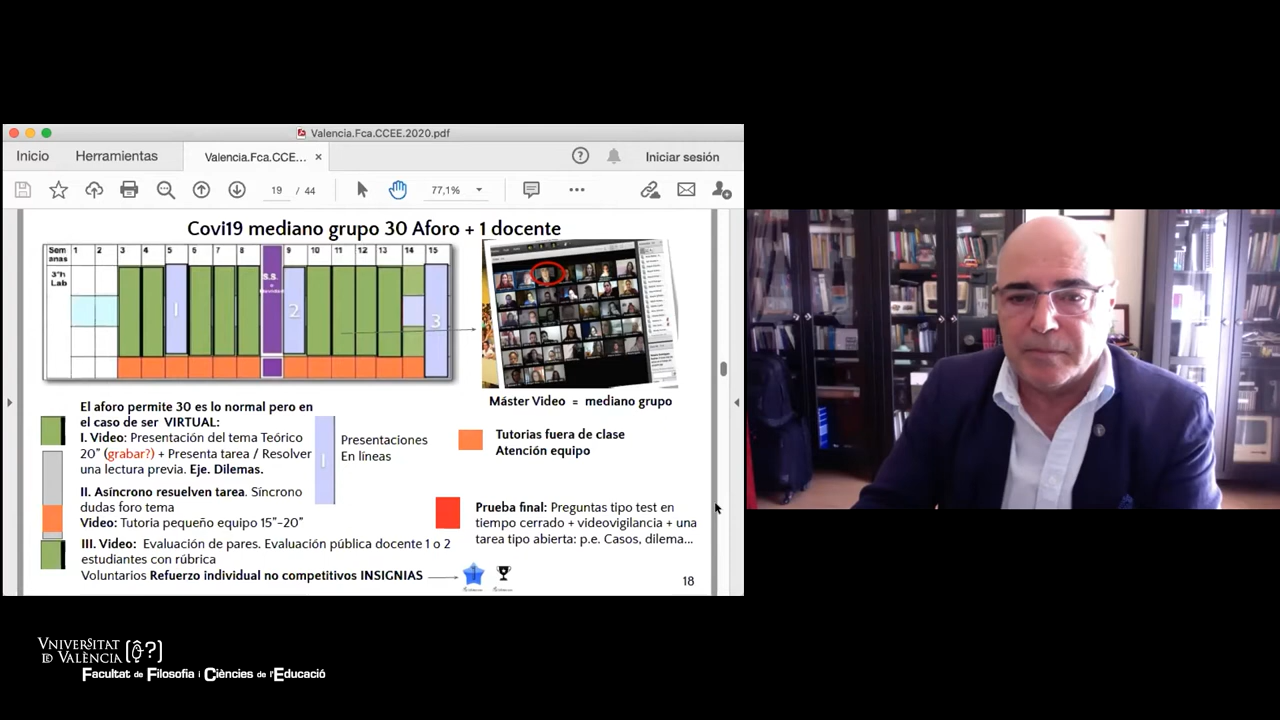 Valencia.Fca.CCEE.2020.pdf
Inicio
Herramientas
Valencia.Fca.CCE...
×
?
Iniciar sesión
19 / 44
77,1%
Covi19 mediano grupo 30 Aforo + 1 docente
Sem
anas
1 2 3 4 5 6 7 8 9 10 11 12 13 14 15
3"h
Lab
S.S.
1
2
3
Máster Video = mediano grupo
El aforo permite 30 es lo normal pero en
el caso de ser VIRTUAL:
I. Video: Presentación del tema Teórico
20" (grabar?) + Presenta tarea / Resolver
una lectura previa. Eje. Dilemas.
II. Asíncrono resuelven tarea. Síncrono
dudas foro tema
Video: Tutoria pequeño equipo 15"-20"
III. Video: Evaluación de pares. Evaluación pública docente 1 o 2
estudiantes con rúbrica
Voluntarios Refuerzo individual no competitivos INSIGNIAS
1
Presentaciones
En líneas
Tutorias fuera de clase
Atención equipo
Prueba final: Preguntas tipo test en
tiempo cerrado + videovigilancia + una
tarea tipo abierta: p.e. Casos, dilema...
18
VNIVERSITAT
D VALÈNCIA
Facultat de Filosofia i Ciències de l'Educació